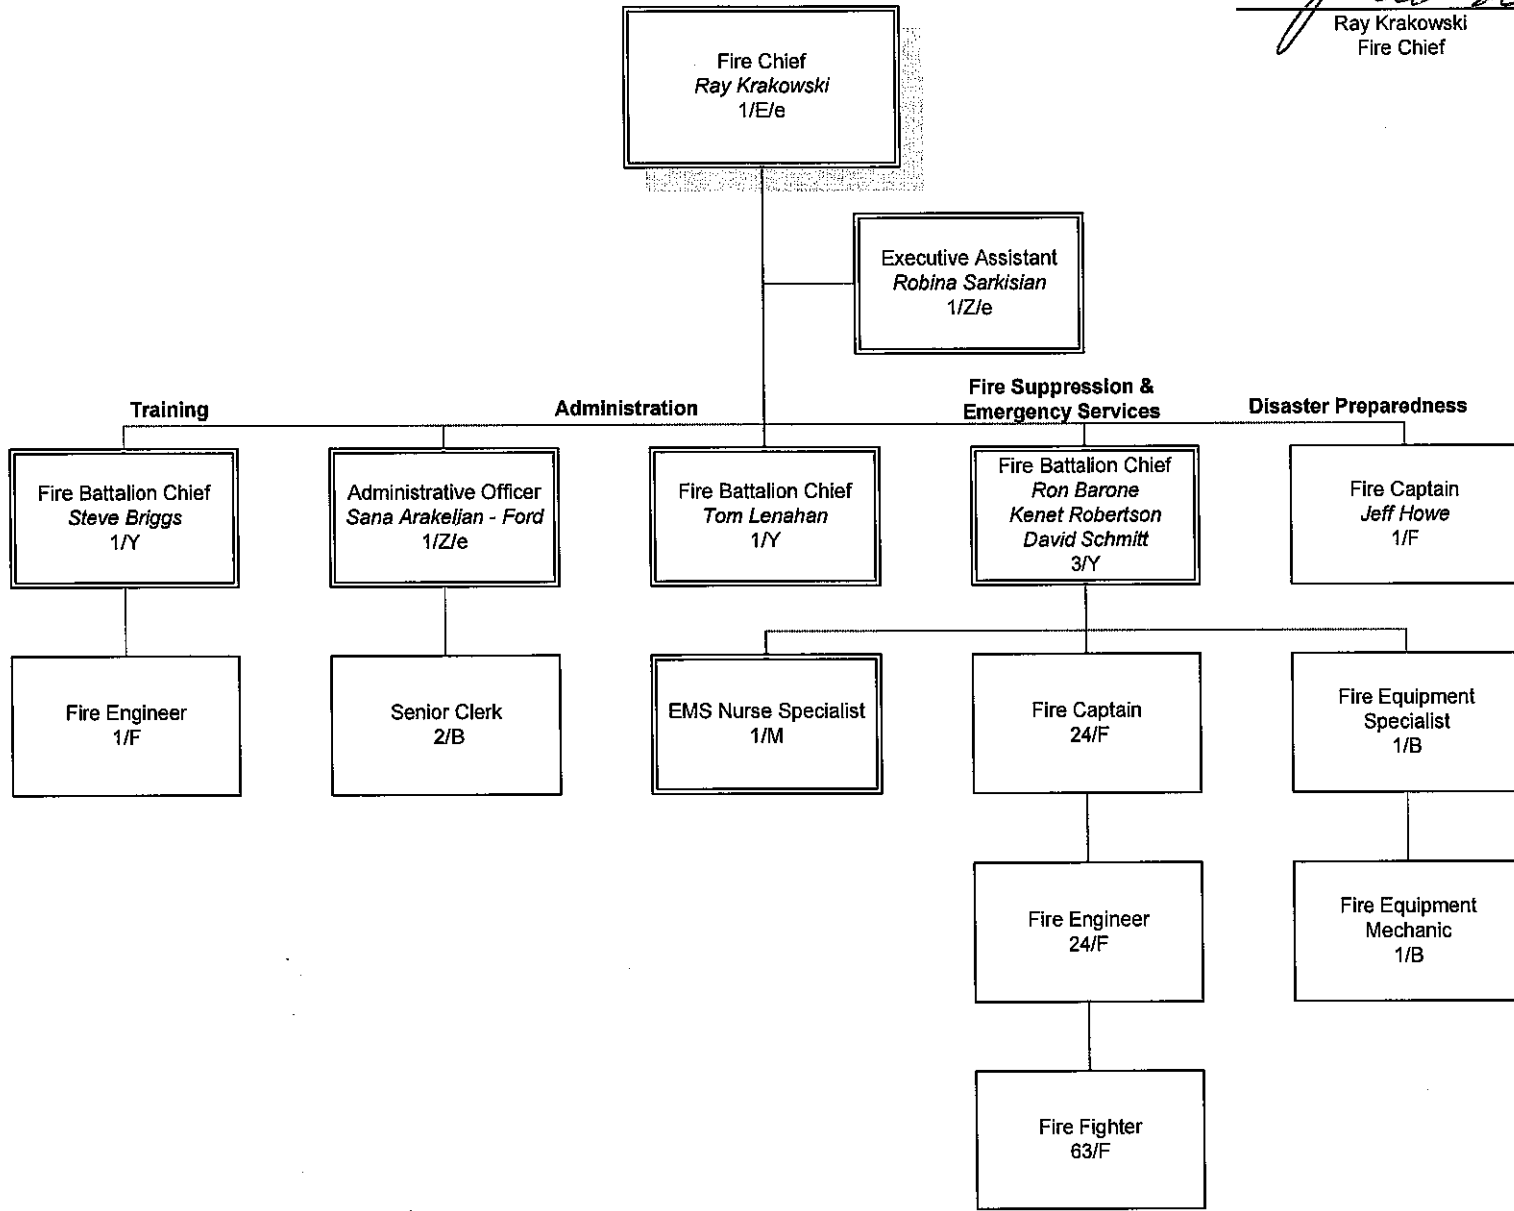 Ray Krakowski
Fire Chief
Fire Chief
Ray Krakowski
1/E/e
Executive Assistant
Robina Sarkisian
1/Z/e
Training
Administration
Fire Suppression &
Emergency Services
Disaster Preparedness
Fire Battalion Chief
Steve Briggs
1/Y
Administrative Officer
Sana Arakelian - Ford
1/Z/e
Fire Battalion Chief
Tom Lenahan
1/Y
Fire Battalion Chief
Ron Barone
Kenet Robertson
David Schmitt
3/Y
Fire Captain
Jeff Howe
1/F
Fire Engineer
1/F
Senior Clerk
2/B
EMS Nurse Specialist
1/M
Fire Captain
24/F
Fire Equipment
Specialist
1/B
Fire Engineer
24/F
Fire Equipment
Mechanic
1/B
Fire Fighter
63/F